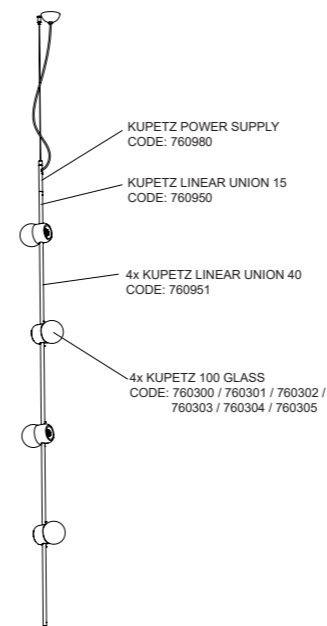 KUPETZ POWER SUPPLY
CODE: 760980
KUPETZ LINEAR UNION 15
CODE: 760950
4x KUPETZ LINEAR UNION 40
CODE: 760951
4x KUPETZ 100 GLASS
CODE: 760300 / 760301 / 760302 /
760303 / 760304 / 760305